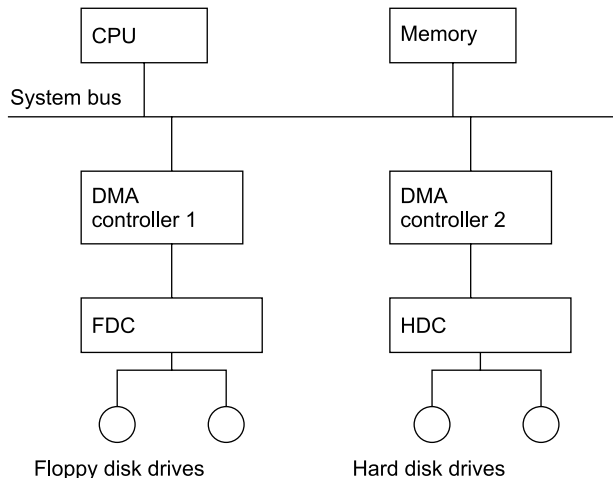 CPU
Memory
System bus
DMA
controller 1
DMA
controller 2
FDC
HDC
Floppy disk drives
Hard disk drives